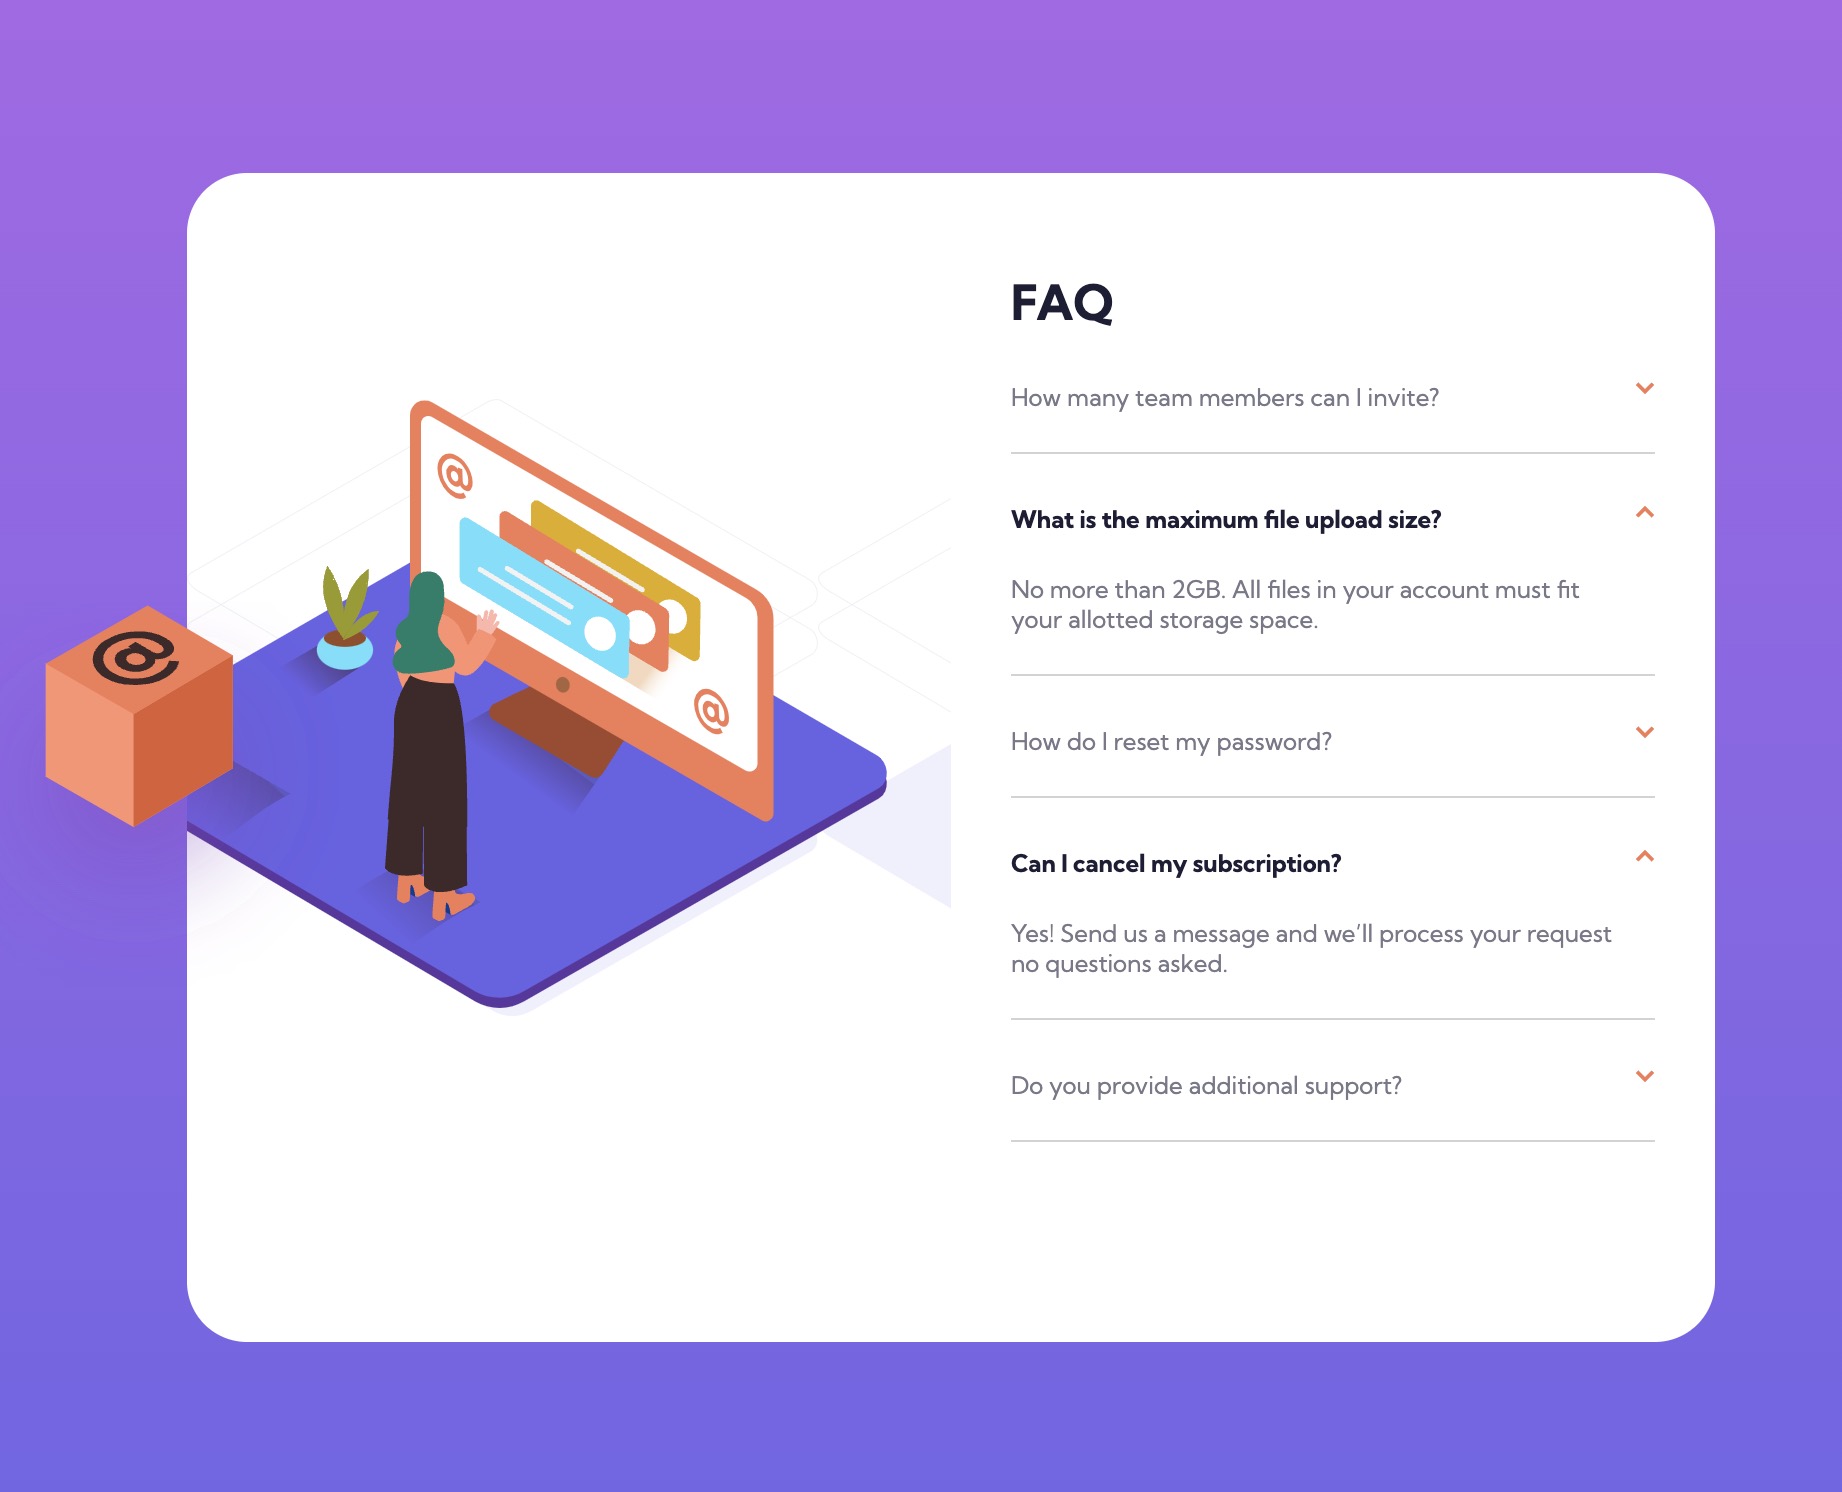 FAQ
How many team members can I invite?
What is the maximum file upload size?
No more than 2GB. All files in your account must fit
your allotted storage space.
How do I reset my password?
Can I cancel my subscription?
Yes! Send us a message and we’ll process your request
no questions asked.
Do you provide additional support?
@
@
@